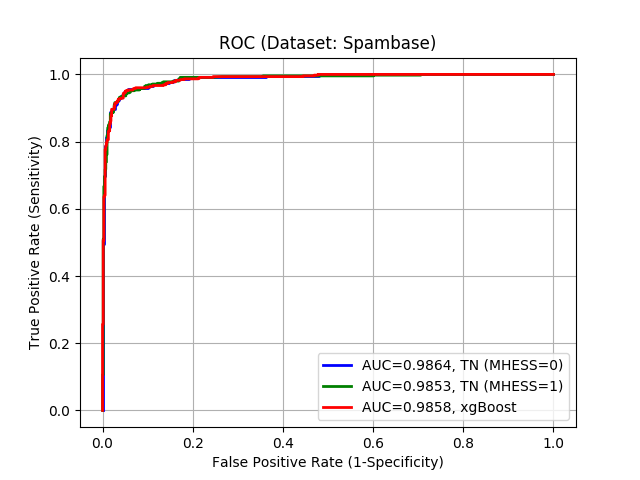 ROC (Dataset: Spambase)
True Positive Rate (Sensitivity)
1.0
0.8
0.6
0.4
0.2
0.0
AUC=0.9864, TN (MHESS=0)
AUC=0.9853, TN (MHESS=1)
AUC=0.9858, xgBoost
0.0 0.2 0.4 0.6 0.8 1.0
False Positive Rate (1-Specificity)